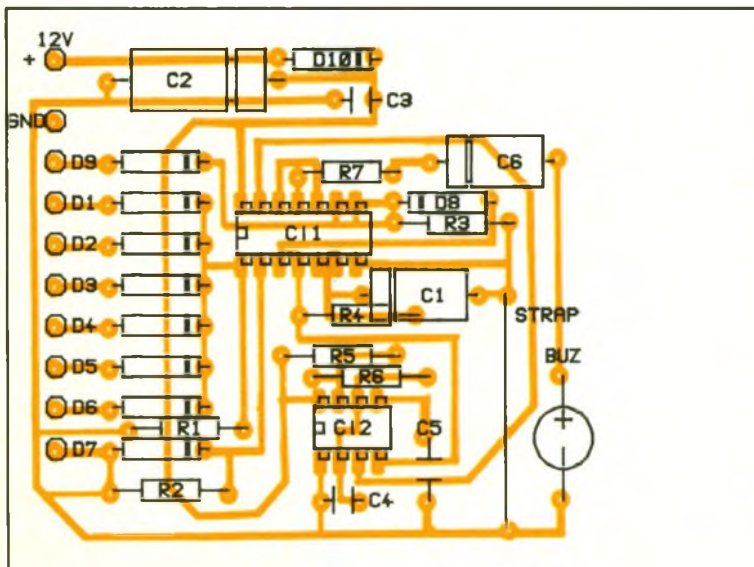 12V
+
D10
C2
C3
GND
D9
R7
C6
D1
D8
CI1
R3
D2
D3
C1
STRAP
D4
R4
R5
BUZ
D5
R6
D6
R1
CI2
C5
D7
+
R2
C4